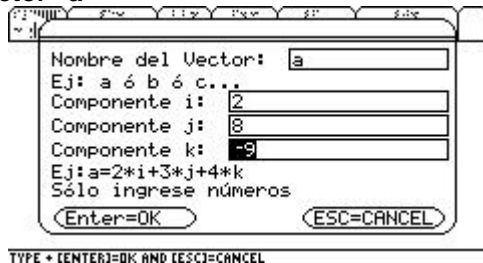 Nombre del Vector: a
Ej: a ó b ó c...
Componente i: 2
Componente j: 8
Componente k: -9
Ej:a=2*i+3*j+4*k
Sólo ingrese números
Enter=OK ESC=CANCEL
TYPE + [ENTER]=OK AND [ESC]=CANCEL